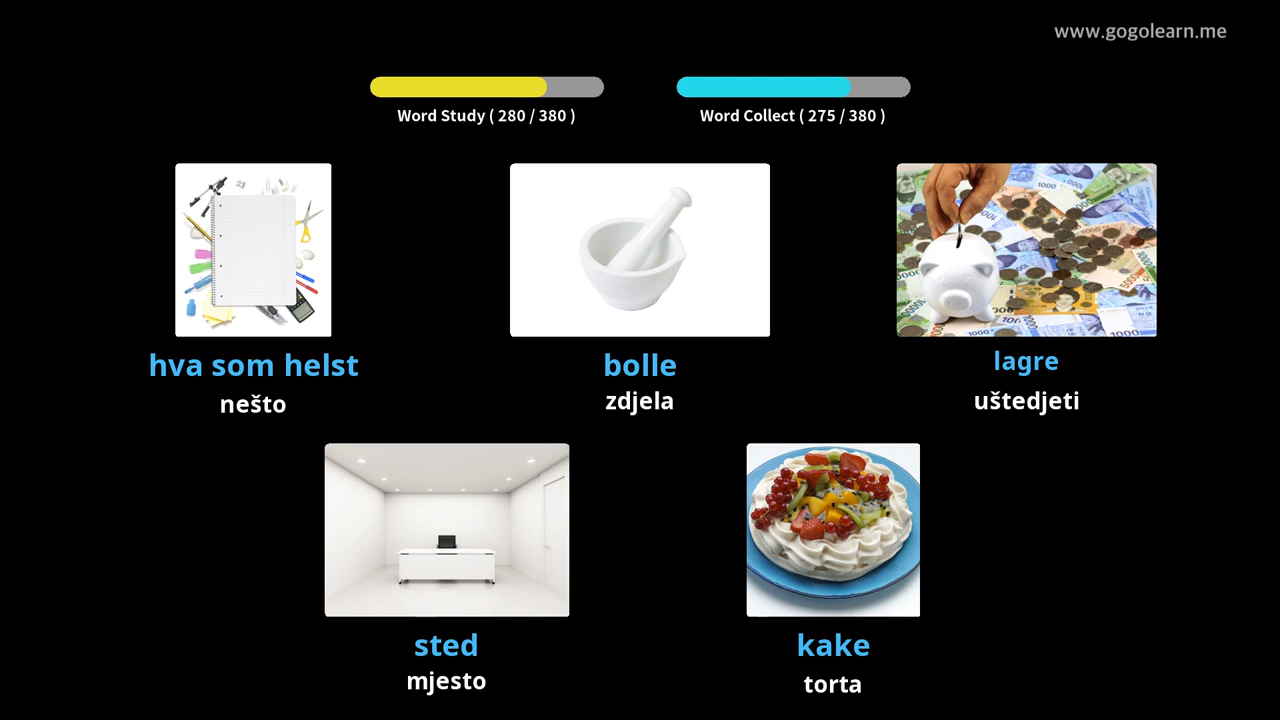 www.gogolearn.me
Word Study ( 280 / 380 )
Word Collect ( 275 / 380 )
hva som helst
nešto
bolle
zdjela
lagre
uštedjeti
sted
mjesto
kake
torta